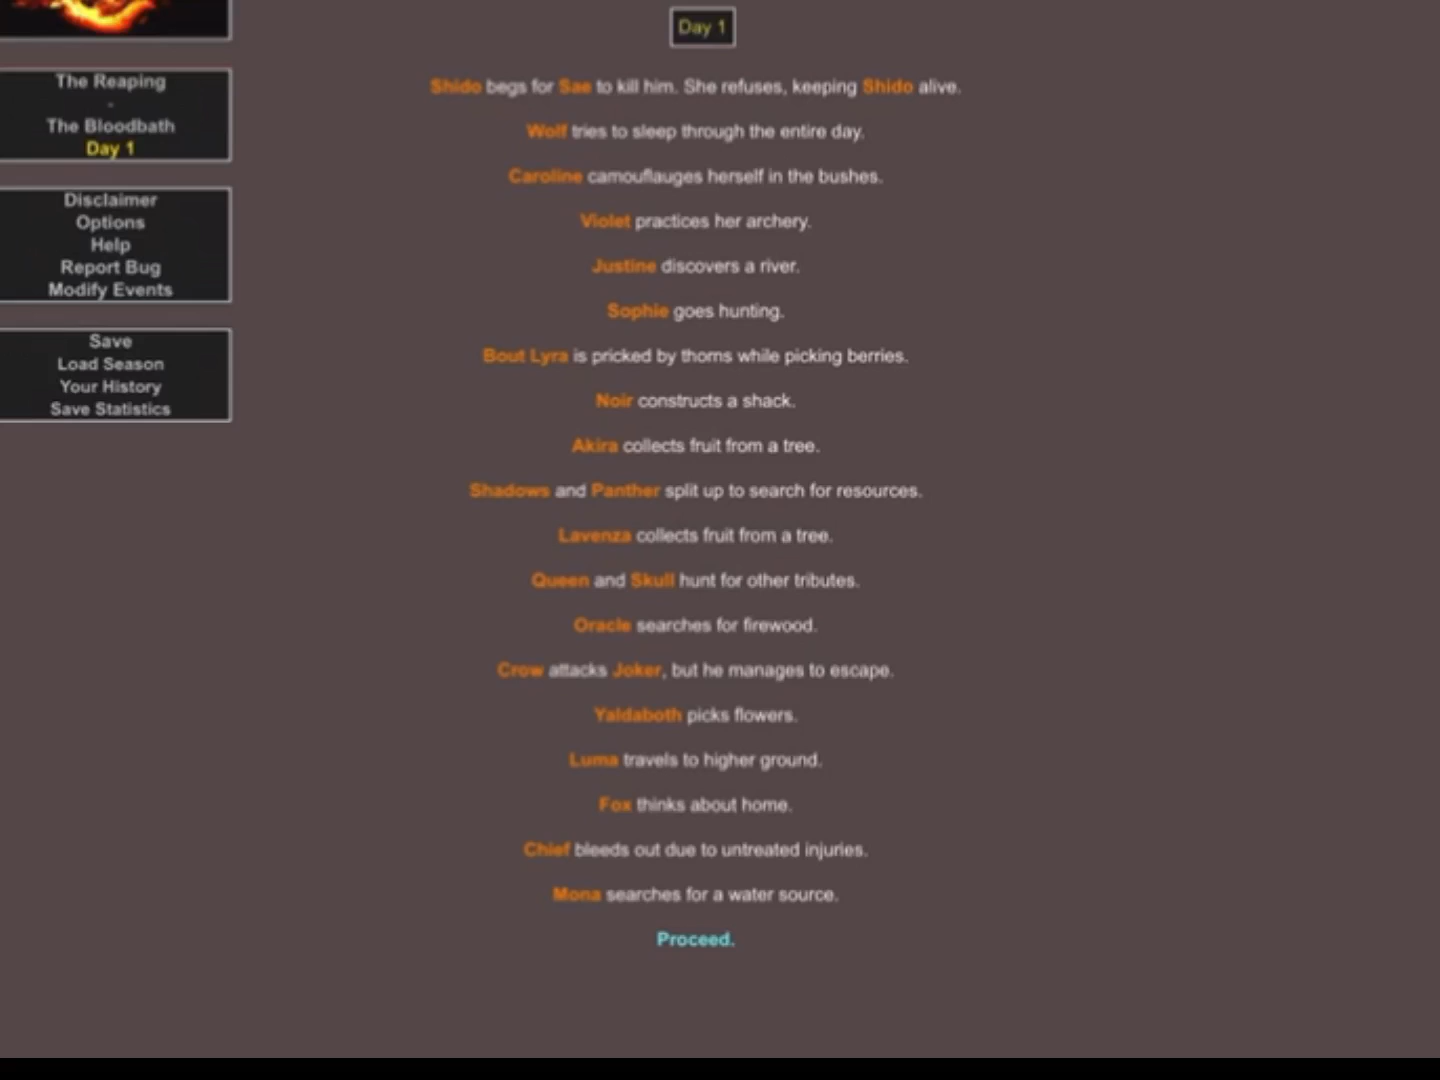 Day 1
The Reaping
-
The Bloodbath
Day 1
Disclaimer
Options
Help
Report Bug
Modify Events
Save
Load Season
Your History
Save Statistics
Shido begs for Sae to kill him. She refuses, keeping Shido alive.
Wolf tries to sleep through the entire day.
Caroline camouflauges herself in the bushes.
Violet practices her archery.
Justine discovers a river.
Sophie goes hunting.
Bout Lyra is pricked by thorns while picking berries.
Noir constructs a shack.
Akira collects fruit from a tree.
Shadows and Panther split up to search for resources.
Lavenza collects fruit from a tree.
Queen and Skull hunt for other tributes.
Oracle searches for firewood.
Crow attacks Joker, but he manages to escape.
Yaldaboth picks flowers.
Luma travels to higher ground.
Fox thinks about home.
Chief bleeds out due to untreated injuries.
Mona searches for a water source.
Proceed.